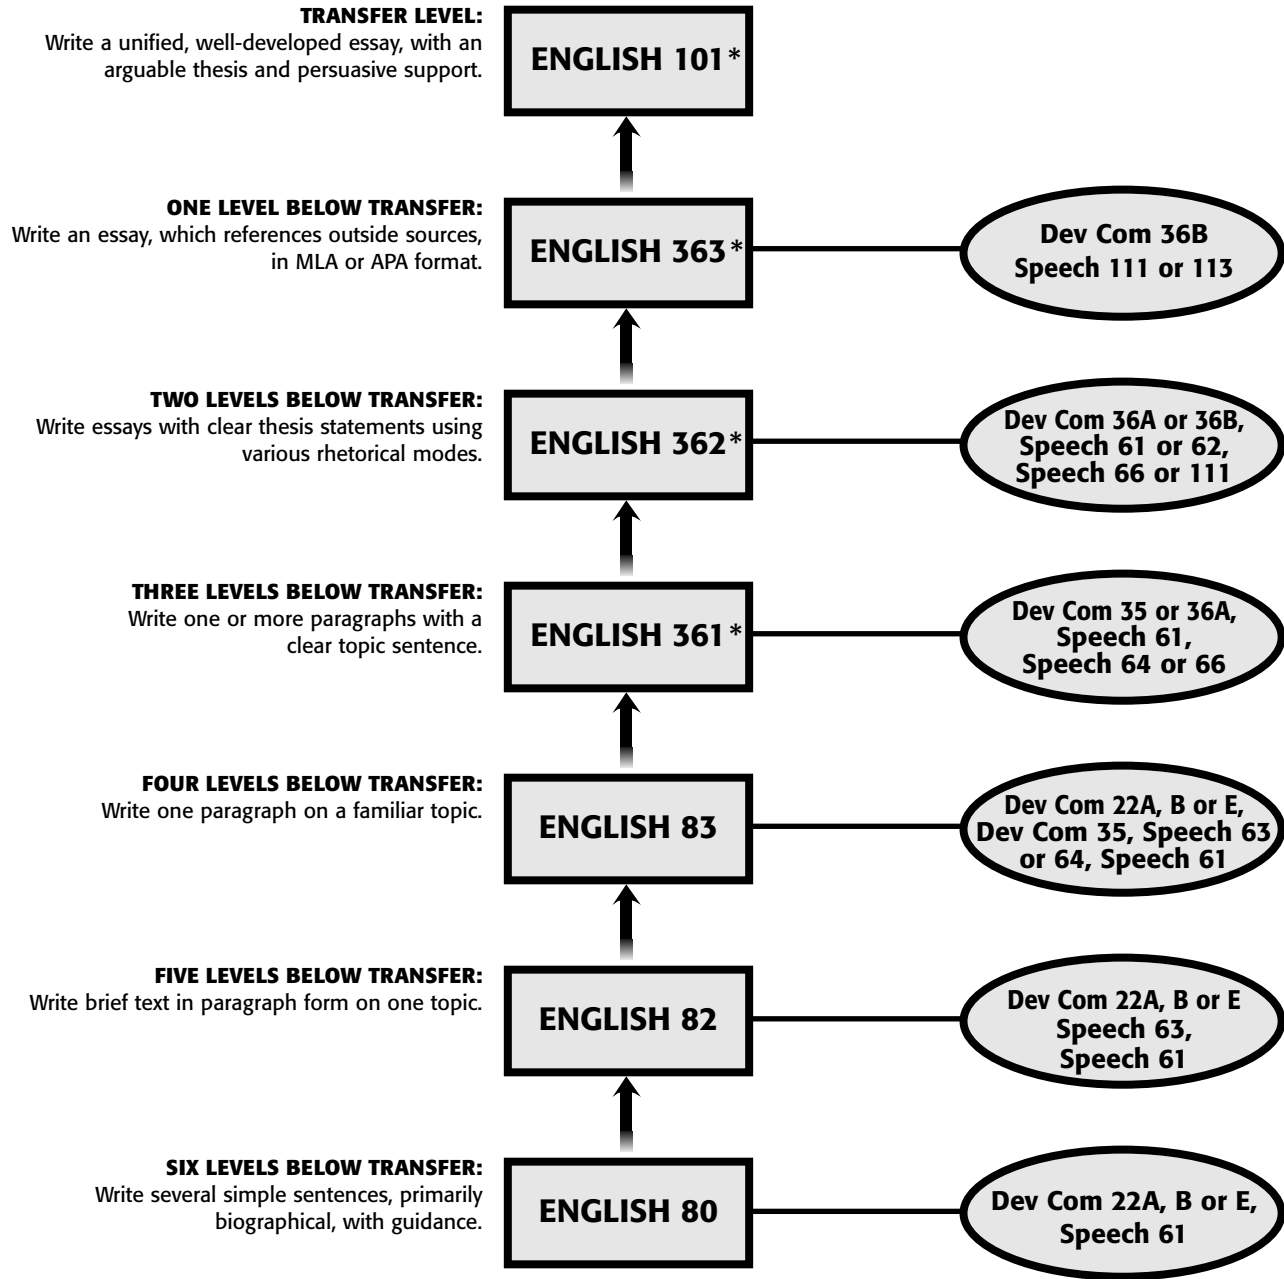 TRANSFER LEVEL:
Write a unified, well-developed essay, with an
arguable thesis and persuasive support.
ENGLISH 101*
ONE LEVEL BELOW TRANSFER:
Write an essay, which references outside sources,
in MLA or APA format.
ENGLISH 363*
Dev Com 36B
Speech 111 or 113
TWO LEVELS BELOW TRANSFER:
Write essays with clear thesis statements using
various rhetorical modes.
ENGLISH 362*
Dev Com 36A or 36B,
Speech 61 or 62,
Speech 66 or 111
THREE LEVELS BELOW TRANSFER:
Write one or more paragraphs with a
clear topic sentence.
ENGLISH 361*
Dev Com 35 or 36A,
Speech 61,
Speech 64 or 66
FOUR LEVELS BELOW TRANSFER:
Write one paragraph on a familiar topic.
ENGLISH 83
Dev Com 22A, B or E,
Dev Com 35, Speech 63
or 64, Speech 61
FIVE LEVELS BELOW TRANSFER:
Write brief text in paragraph form on one topic.
ENGLISH 82
Dev Com 22A, B or E
Speech 63,
Speech 61
SIX LEVELS BELOW TRANSFER:
Write several simple sentences, primarily
biographical, with guidance.
ENGLISH 80
Dev Com 22A, B or E,
Speech 61